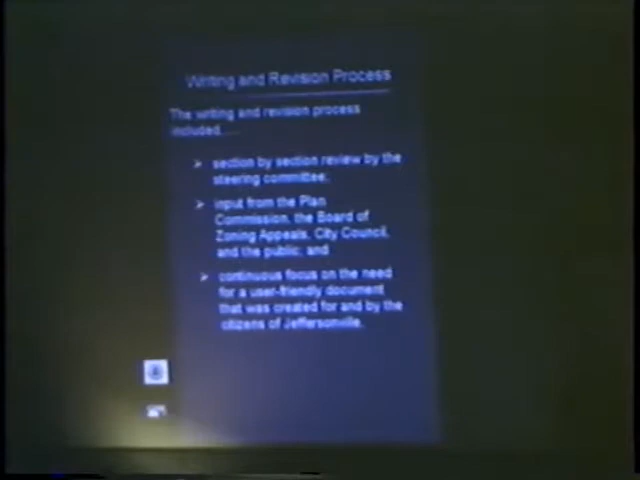 Writing and Revision Process
The writing and revision process
included....
➢ section by section review by the
steering committee;
➢ input from the Plan
Commission, the Board of
Zoning Appeals, City Council,
and the public; and
➢ continuous focus on the need
for a user-friendly document
that was created for and by the
citizens of Jeffersonville.